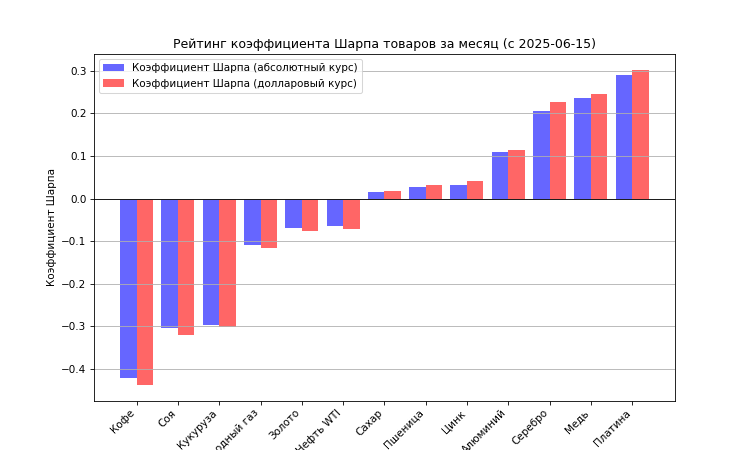 Рейтинг коэффициента Шарпа товаров за месяц (с 2025-06-15)
Коэффициент Шарпа (абсолютный курс)
Коэффициент Шарпа (долларовый курс)
Коэффициент Шарпа
0.3
0.2
0.1
0.0
−0.1
−0.2
−0.3
−0.4
Кофе
Соя
Кукуруза
одный газ
Золото
Нефть WTI
Сахар
Пшеница
Цинк
Алюминий
Серебро
Медь
Платина